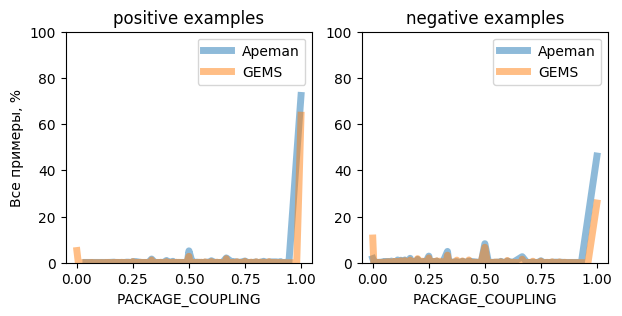 positive examples
negative examples
100
80
60
40
20
0
Все примеры, %
Apeman
GEMS
0.00 0.25 0.50 0.75 1.00
PACKAGE_COUPLING
100
80
60
40
20
0
Apeman
GEMS
0.00 0.25 0.50 0.75 1.00
PACKAGE_COUPLING